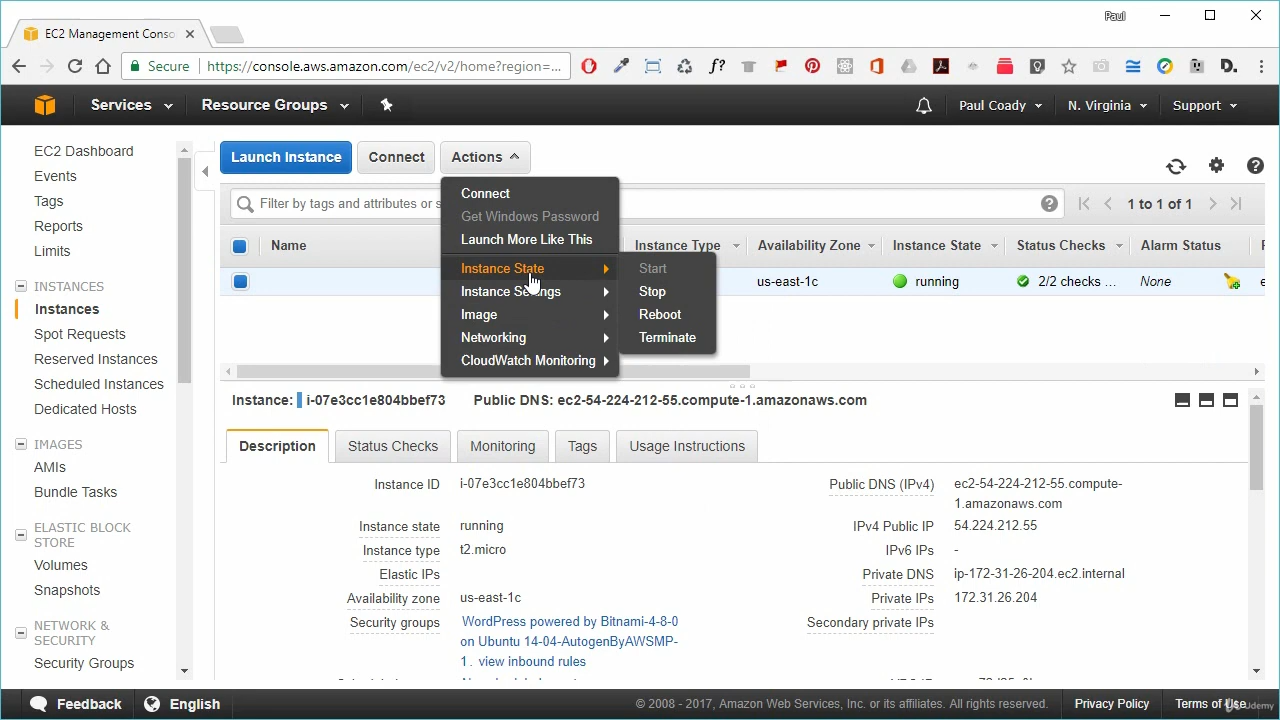 Paul
EC2 Management Conso
Secure
https://console.aws.amazon.com/ec2/v2/home?region=...
f?
D.
Services
Resource Groups
Paul Coady
N. Virginia
Support
EC2 Dashboard
Events
Tags
Reports
Limits
INSTANCES
Instances
Spot Requests
Reserved Instances
Scheduled Instances
Dedicated Hosts
IMAGES
AMIs
Bundle Tasks
ELASTIC BLOCK
STORE
Volumes
Snapshots
NETWORK &
SECURITY
Security Groups
Launch Instance
Connect
Actions
Filter by tags and attributes or s
1 to 1 of 1
Name
Instance Type
Availability Zone
Instance State
Status Checks
Alarm Status
us-east-1c
running
2/2 checks ...
None
Connect
Get Windows Password
Launch More Like This
Instance State
Instance Settings
Image
Networking
CloudWatch Monitoring
Start
Stop
Reboot
Terminate
Instance: i-07e3cc1e804bbef73 Public DNS: ec2-54-224-212-55.compute-1.amazonaws.com
Description
Status Checks
Monitoring
Tags
Usage Instructions
Instance ID i-07e3cc1e804bbef73
Instance state running
Instance type t2.micro
Elastic IPs
Availability zone us-east-1c
Security groups WordPress powered by Bitnami-4-8-0
on Ubuntu 14-04-AutogenByAWSMP-
1. view inbound rules
Public DNS (IPv4) ec2-54-224-212-55.compute-
1.amazonaws.com
IPv4 Public IP 54.224.212.55
IPv6 IPs -
Private DNS ip-172-31-26-204.ec2.internal
Private IPs 172.31.26.204
Secondary private IPs
Feedback
English
© 2008 - 2017, Amazon Web Services, Inc. or its affiliates. All rights reserved.
Privacy Policy
Terms of Use
Udemy